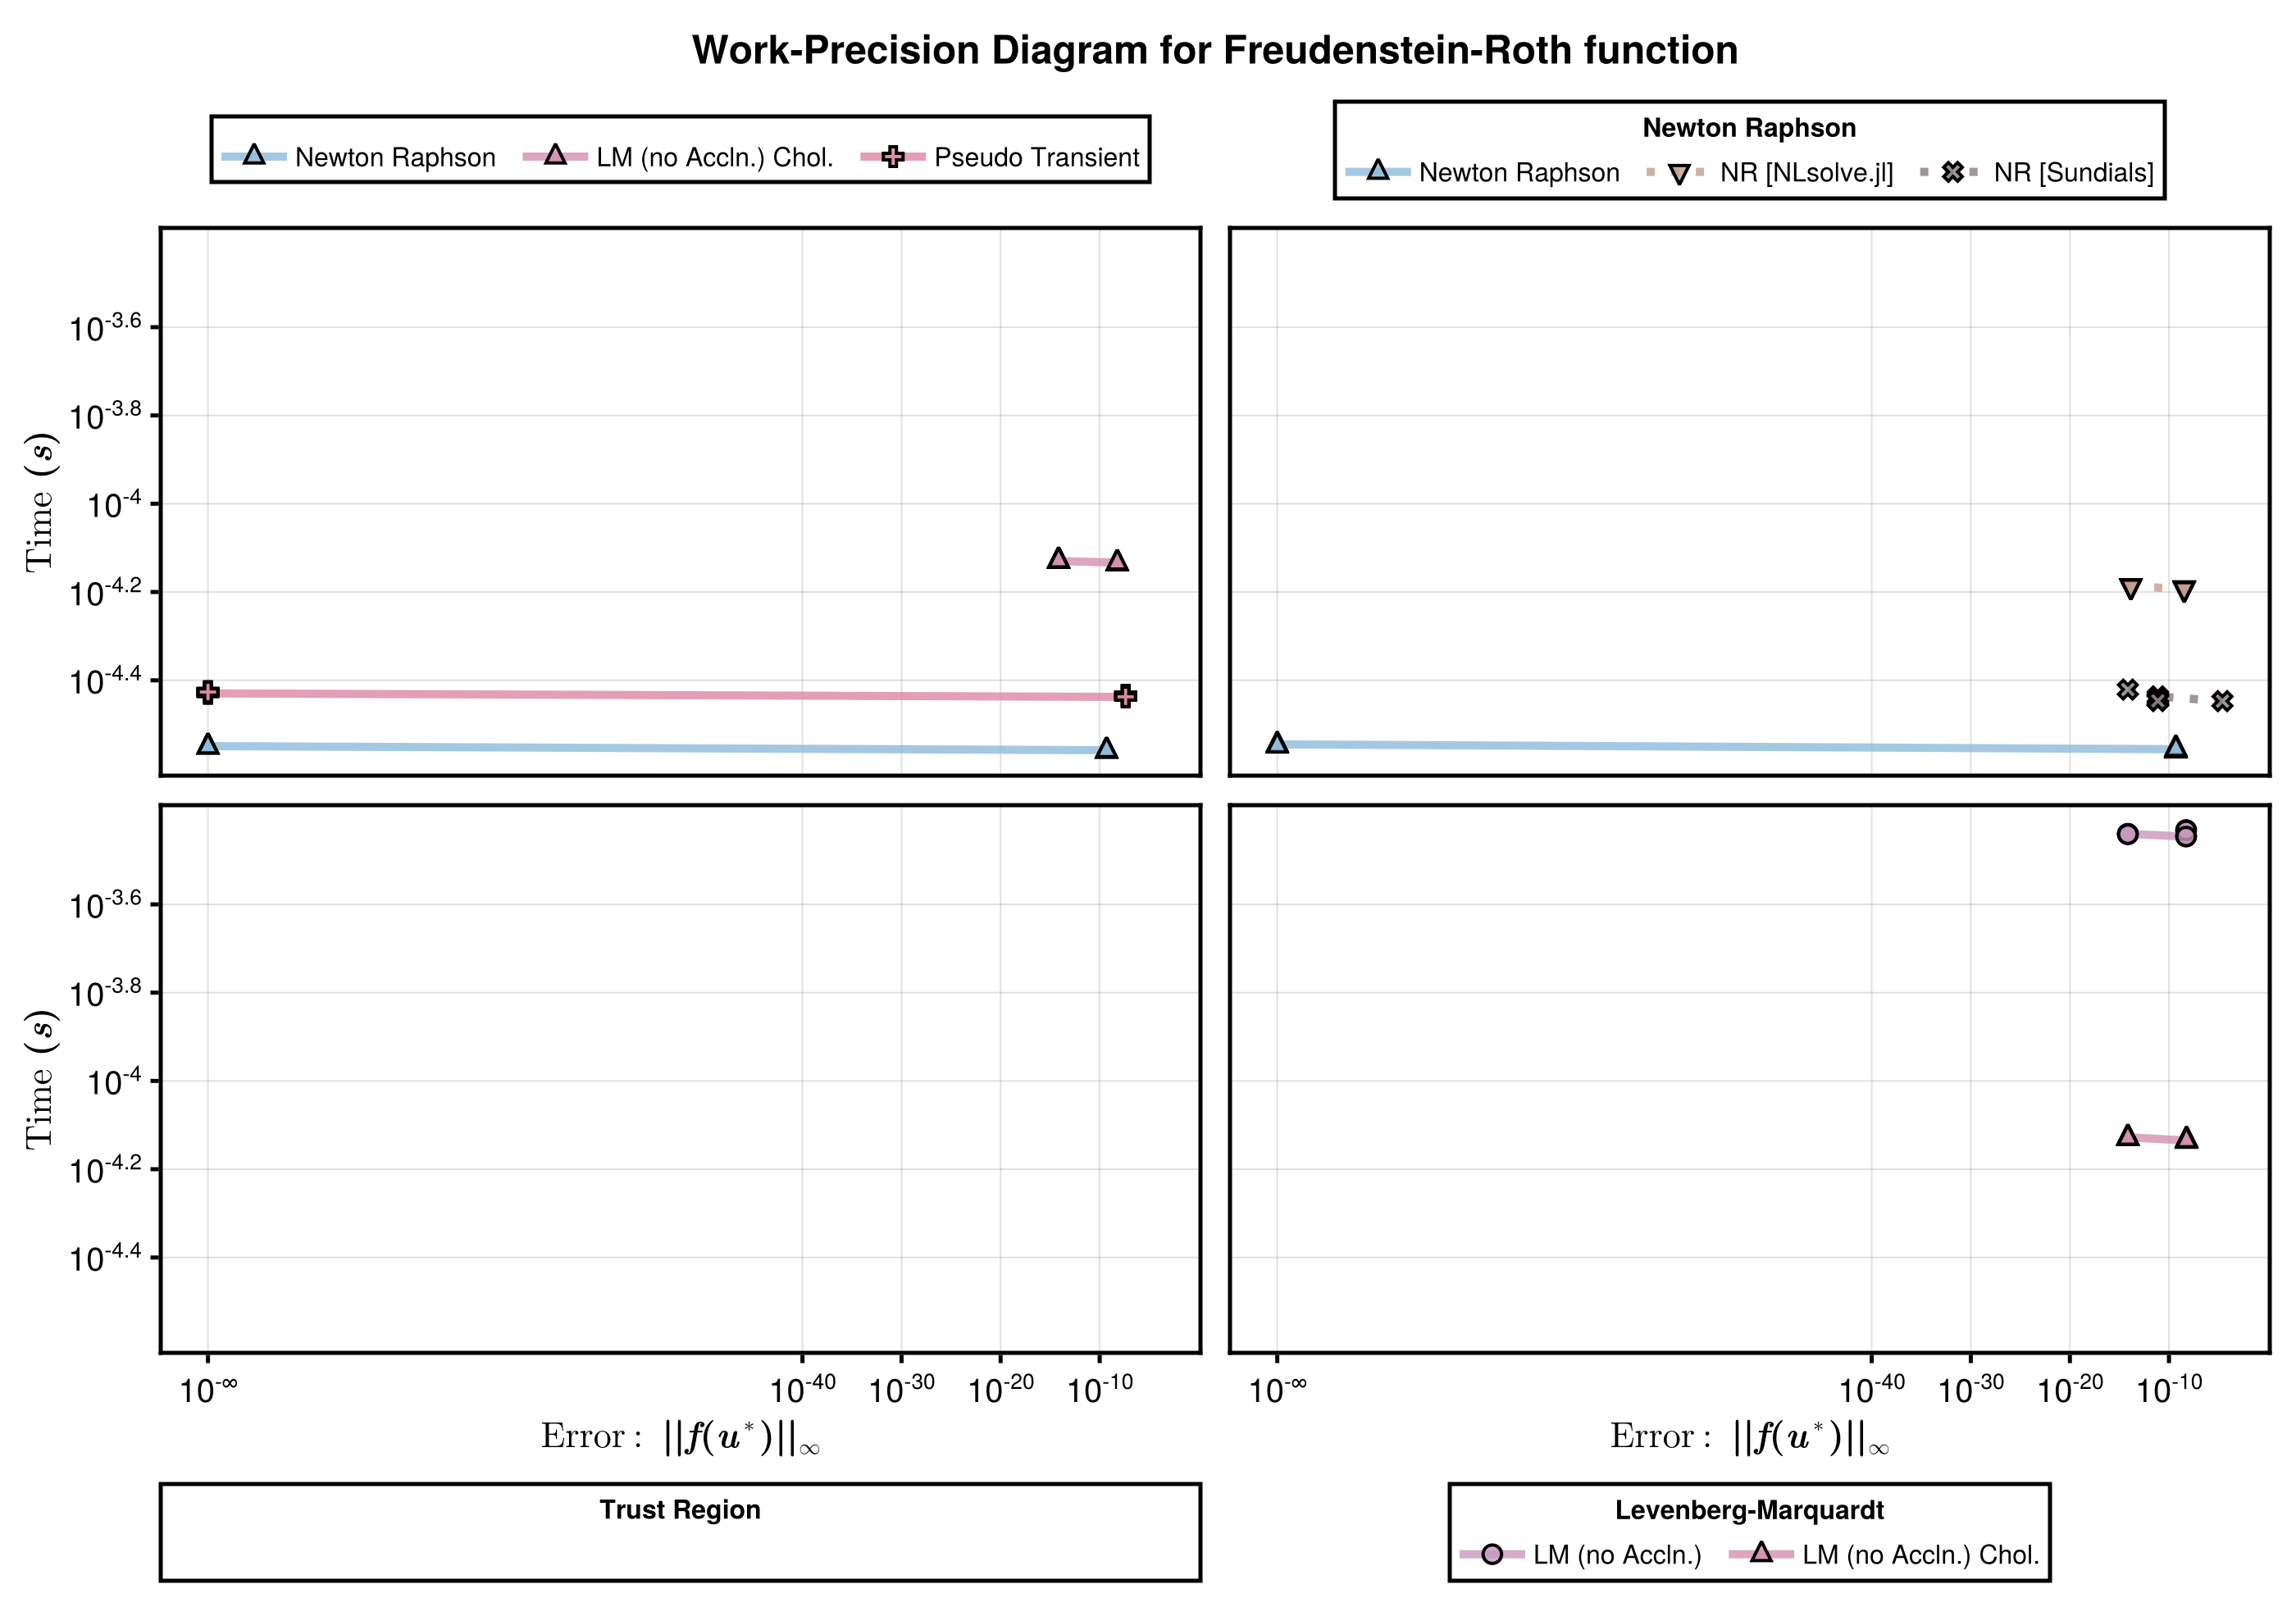 Work-Precision Diagram for Freudenstein-Roth function
Newton Raphson LM (no Accln.) Chol. Pseudo Transient
Newton Raphson
Newton Raphson NR [NLsolve.jl] NR [Sundials]
10^-3.6
10^-3.8
10^-4
10^-4.2
10^-4.4
Time (s)
10^-3.6
10^-3.8
10^-4
10^-4.2
10^-4.4
Time (s)
10^-∞ 10^-40 10^-30 10^-20 10^-10
10^-∞ 10^-40 10^-30 10^-20 10^-10
Error : ||f(u*)||∞
Error : ||f(u*)||∞
Trust Region
Levenberg-Marquardt
LM (no Accln.) LM (no Accln.) Chol.